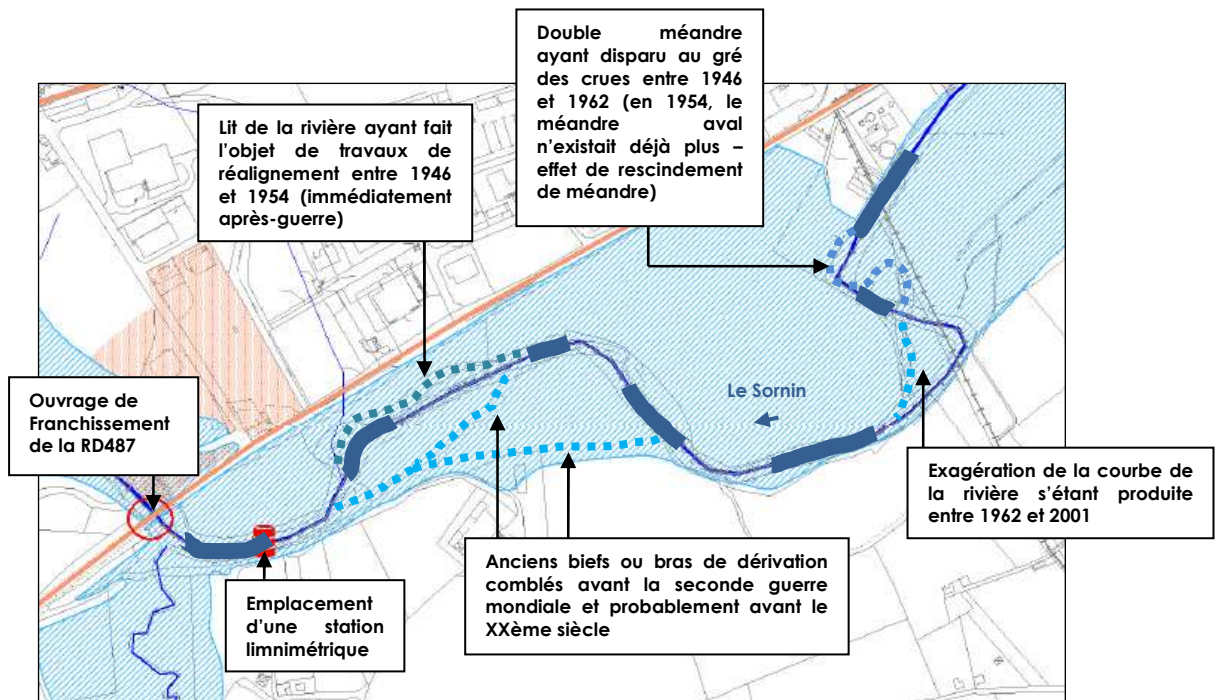 Double méandre
ayant disparu au gré
des crues entre 1946
et 1962 (en 1954, le
méandre aval
n'existait déjà plus –
effet de rescindement
de méandre)
Lit de la rivière ayant fait
l'objet de travaux de
réalignement entre 1946
et 1954 (immédiatement
après-guerre)
Ouvrage de
Franchissement
de la RD487
Le Sornin
Exagération de la courbe de
la rivière s'étant produite
entre 1962 et 2001
Anciens biefs ou bras de dérivation
comblés avant la seconde guerre
mondiale et probablement avant le
XXème siècle
Emplacement
d'une station
limnimétrique